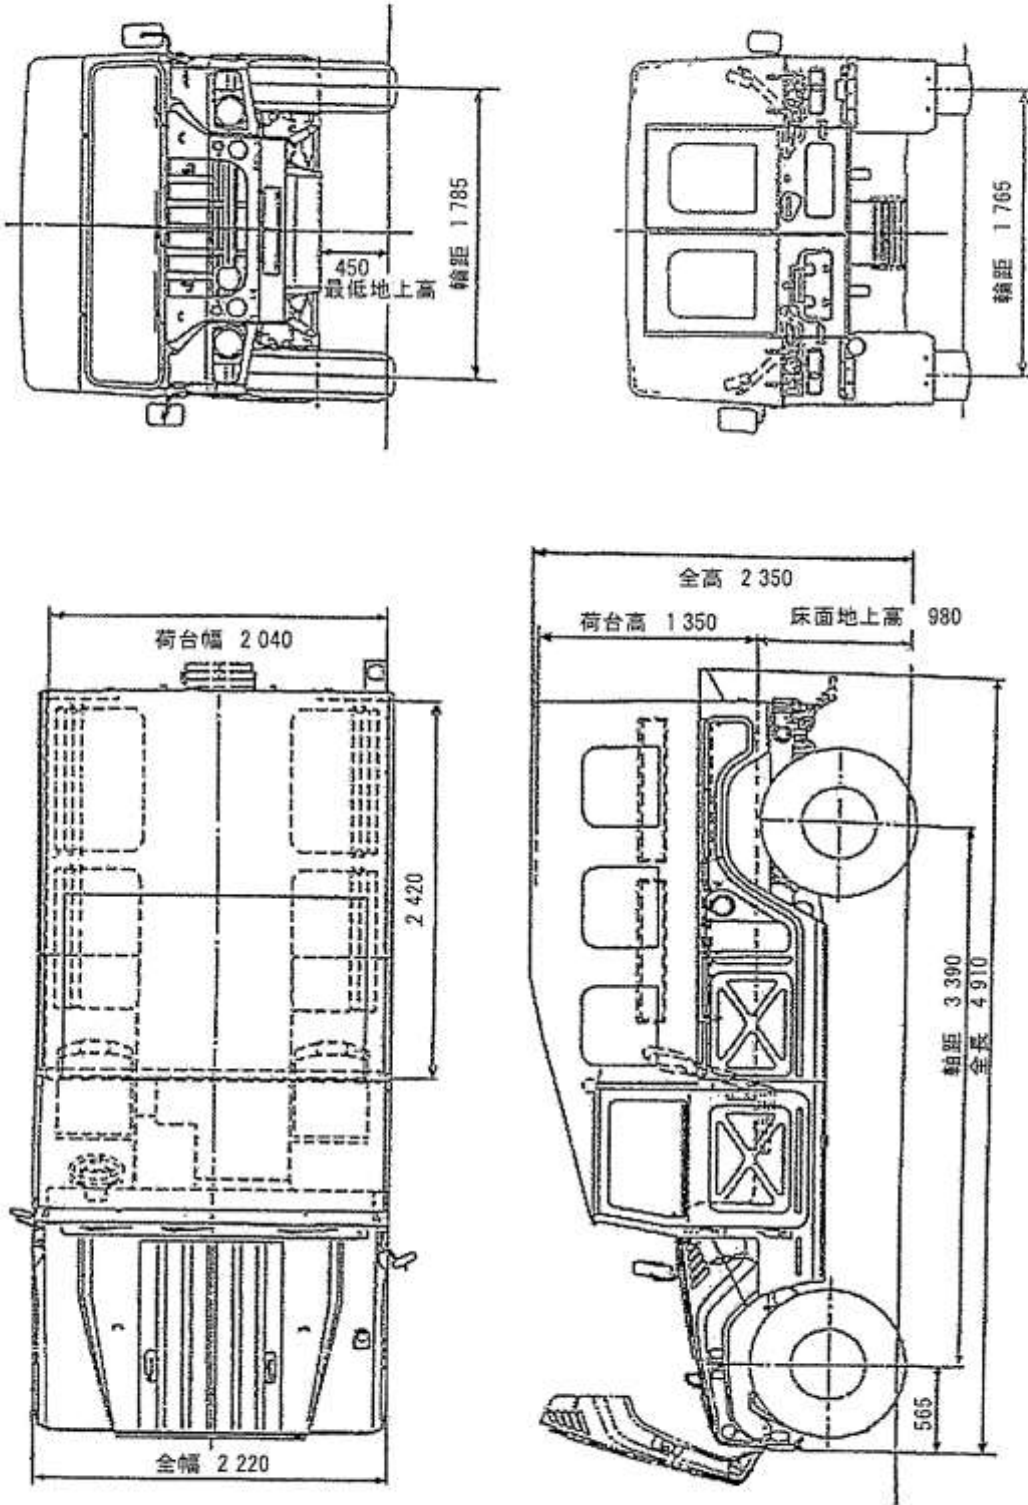 450
最低地上高
輪距 1 785
輪距 1 765
荷台幅 2 040
2 420
全幅 2 220
全高 2 350
荷台高 1 350
床面地上高 980
軸距 3 390
全長 4 910
565